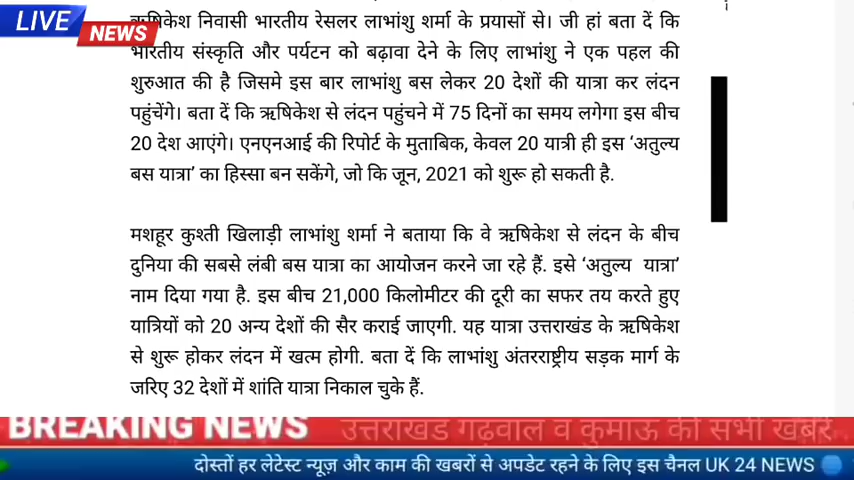 LIVE
NEWS
ऋषिकेश निवासी भारतीय रेसलर लाभांशु शर्मा के प्रयासों से। जी हां बता दें कि
भारतीय संस्कृति और पर्यटन को बढ़ावा देने के लिए लाभांशु ने एक पहल की
शुरुआत की है जिसमे इस बार लाभांशु बस लेकर 20 देशों की यात्रा कर लंदन
पहुंचेंगे। बता दें कि ऋषिकेश से लंदन पहुंचने में 75 दिनों का समय लगेगा इस बीच
20 देश आएंगे। एनएनआई की रिपोर्ट के मुताबिक, केवल 20 यात्री ही इस ‘अतुल्य
बस यात्रा’ का हिस्सा बन सकेंगे, जो कि जून, 2021 को शुरू हो सकती है.
मशहूर कुश्ती खिलाड़ी लाभांशु शर्मा ने बताया कि वे ऋषिकेश से लंदन के बीच
दुनिया की सबसे लंबी बस यात्रा का आयोजन करने जा रहे हैं. इसे ‘अतुल्य यात्रा’
नाम दिया गया है. इस बीच 21,000 किलोमीटर की दूरी का सफर तय करते हुए
यात्रियों को 20 अन्य देशों की सैर कराई जाएगी. यह यात्रा उत्तराखंड के ऋषिकेश
से शुरू होकर लंदन में खत्म होगी. बता दें कि लाभांशु अंतरराष्ट्रीय सड़क मार्ग के
जरिए 32 देशों में शांति यात्रा निकाल चुके हैं.
BREAKING NEWS उत्तराखंड गढ़वाल व कुमाऊं की सभी खबरें..
दोस्तों हर लेटेस्ट न्यूज़ और काम की खबरों से अपडेट रहने के लिए इस चैनल UK 24 NEWS